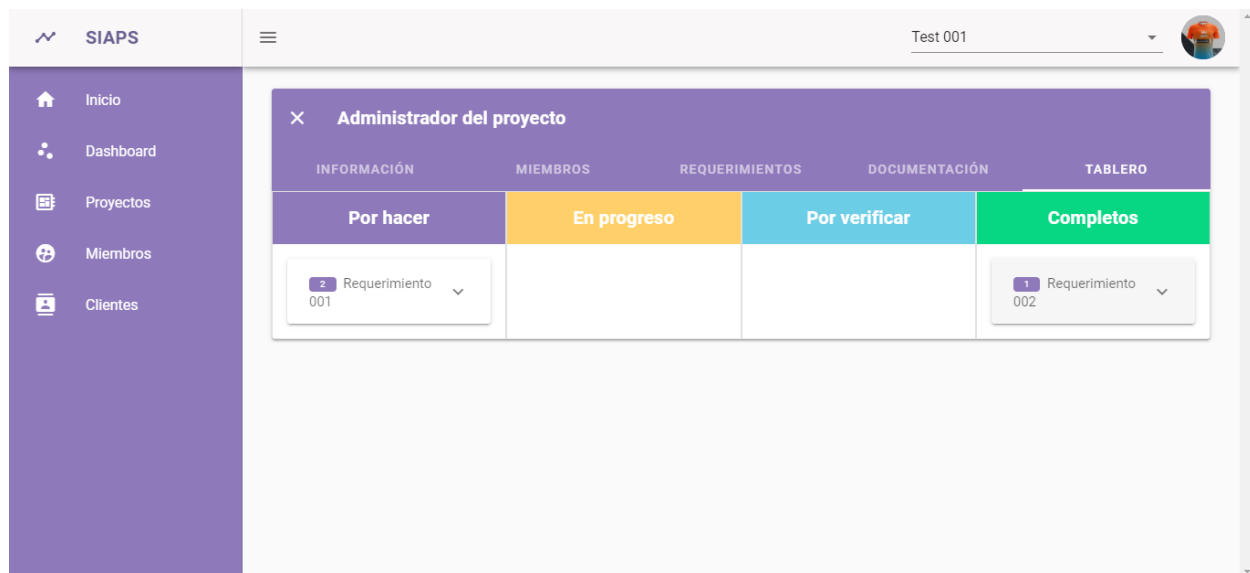 SIAPS
Test 001
Inicio
Dashboard
Proyectos
Miembros
Clientes
Administrador del proyecto
INFORMACIÓN MIEMBROS REQUERIMIENTOS DOCUMENTACIÓN TABLERO
Por hacer En progreso Por verificar Completos
2 Requerimiento
001
1 Requerimiento
002